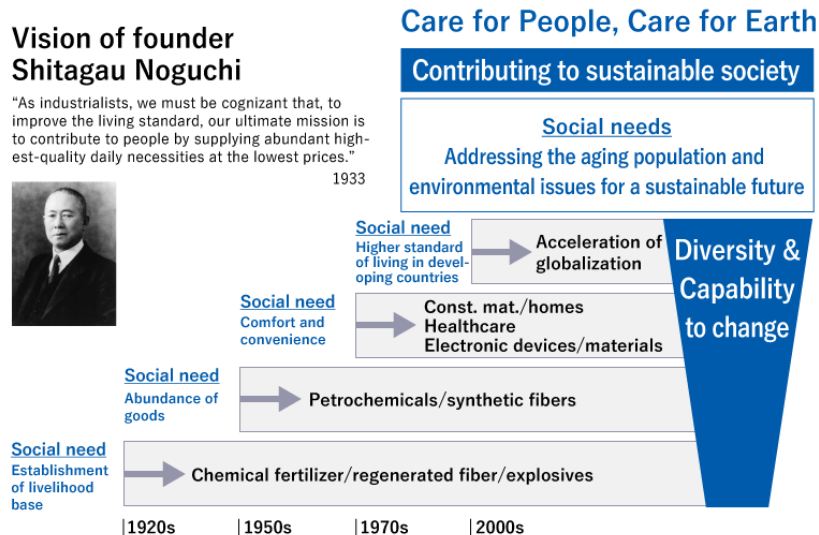 Vision of founder
Shitagau Noguchi
“As industrialists, we must be cognizant that, to
improve the living standard, our ultimate mission is
to contribute to people by supplying abundant high-
est-quality daily necessities at the lowest prices.”
1933
Care for People, Care for Earth
Contributing to sustainable society
Social needs
Addressing the aging population and
environmental issues for a sustainable future
Social need
Higher standard
of living in devel-
oping countries
Acceleration of
globalization
Diversity &
Capability
to change
Social need
Comfort and
convenience
Const. mat./homes
Healthcare
Electronic devices/materials
Social need
Abundance of
goods
Petrochemicals/synthetic fibers
Social need
Establishment
of livelihood
base
Chemical fertilizer/regenerated fiber/explosives
1920s
1950s
1970s
2000s